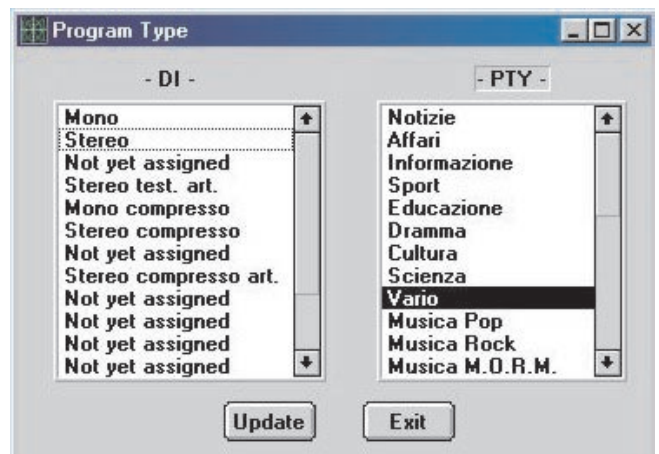 Program Type
- DI -
Mono
Stereo
Not yet assigned
Stereo test. art.
Mono compresso
Stereo compresso
Not yet assigned
Stereo compresso art.
Not yet assigned
Not yet assigned
Not yet assigned
Not yet assigned
- PTY -
Notizie
Affari
Informazione
Sport
Educazione
Dramma
Cultura
Scienza
Vario
Musica Pop
Musica Rock
Musica M.O.R.M.
Update
Exit